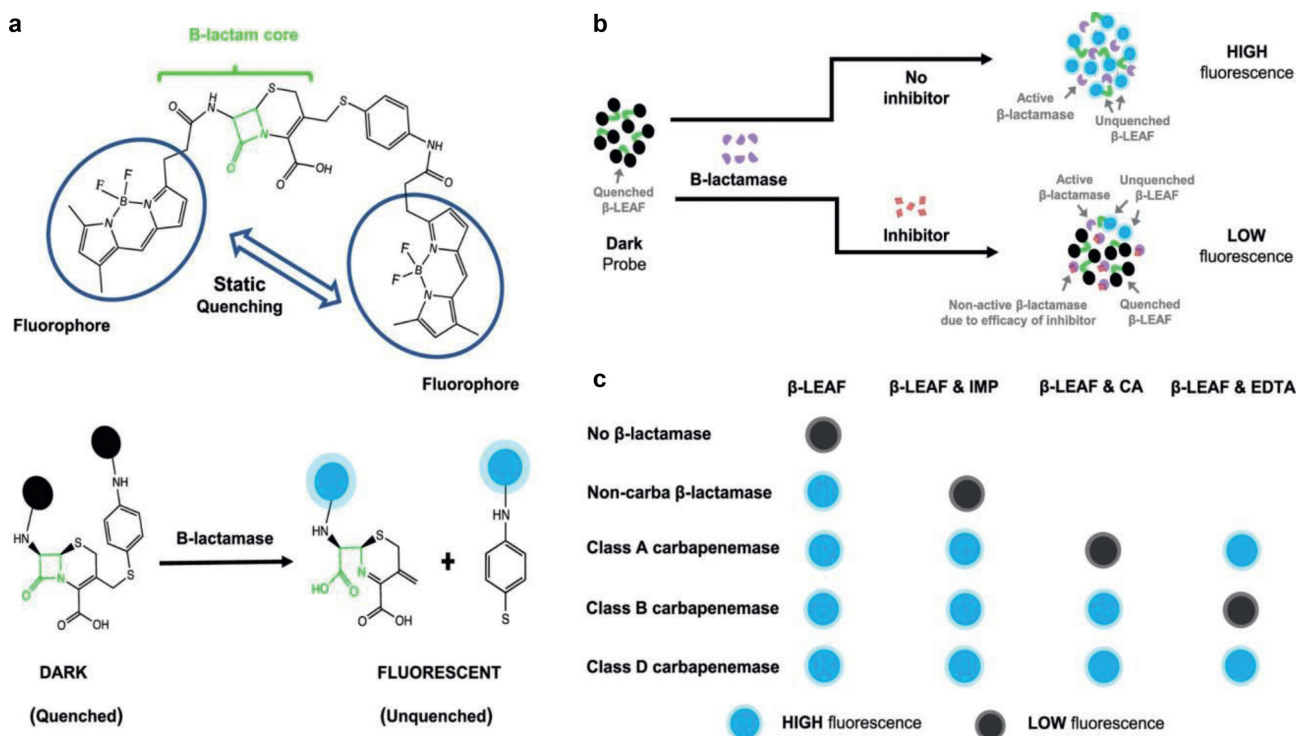 a
B-lactam core
O
H
N
S
S
N
O
O
OH
NH
O
F
F
B
N
N
Static
Quenching
F
F
B
N
N
Fluorophore
Fluorophore
NH
HN
S
N
O
S
O
OH
B-lactamase
HN
S
N
HO
O
O
OH
+
HN
S
DARK
(Quenched)
FLUORESCENT
(Unquenched)
b
Quenched
β-LEAF
Dark
Probe
B-lactamase
No
inhibitor
Active
β-lactamase
Unquenched
β-LEAF
HIGH
fluorescence
Inhibitor
Active
β-lactamase
Unquenched
β-LEAF
Non-active β-lactamase
due to efficacy of inhibitor
Quenched
β-LEAF
LOW
fluorescence
c
β-LEAF β-LEAF & IMP β-LEAF & CA β-LEAF & EDTA
No β-lactamase
Non-carba β-lactamase
Class A carbapenemase
Class B carbapenemase
Class D carbapenemase
HIGH fluorescence LOW fluorescence